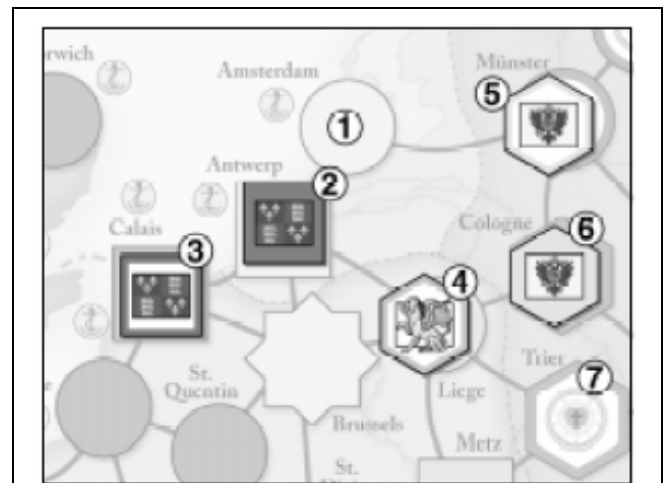 rwich
Amsterdam
Münster
5
1
Antwerp
2
Calais
3
Cologne
6
4
Trier
7
St.
Quentin
Liege
Brussels
Metz
St.